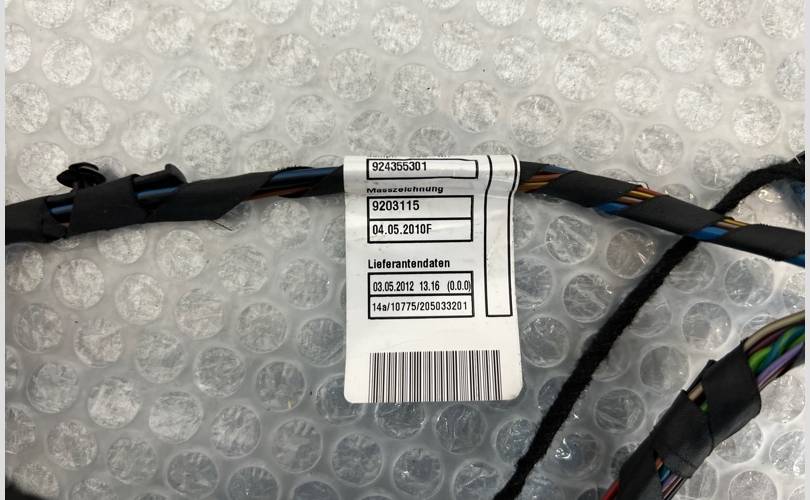 924355301
Masszeichnung
9203115
04.05.2010F
Lieferantendaten
03.05.2012 13.16 (0.0.0)
14a/10775/205033201